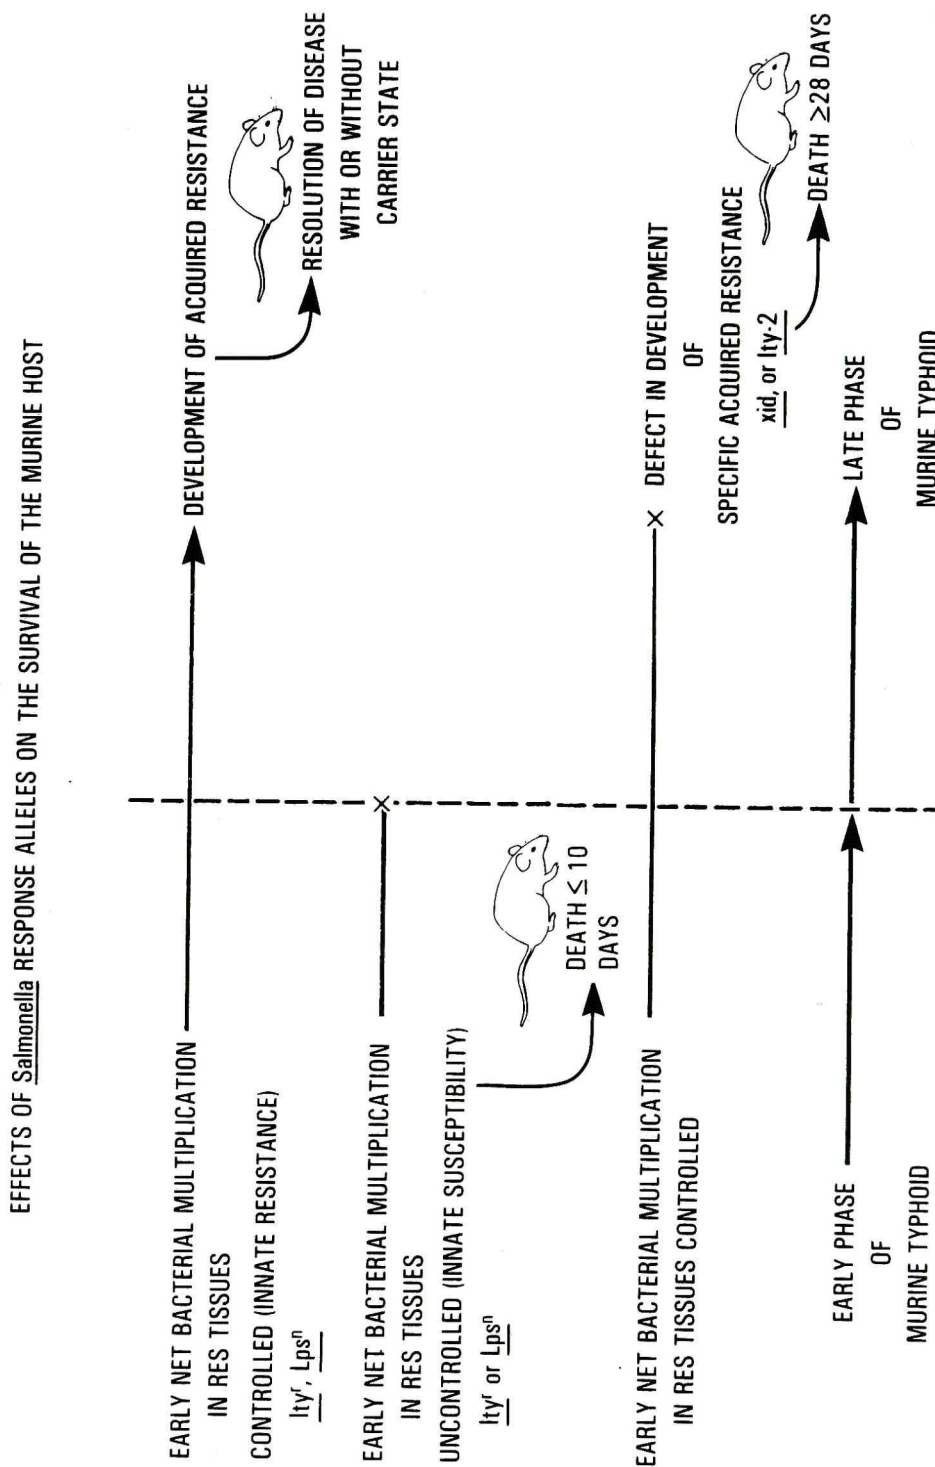 EFFECTS OF Salmonella RESPONSE ALLELES ON THE SURVIVAL OF THE MURINE HOST
EARLY NET BACTERIAL MULTIPLICATION
IN RES TISSUES
CONTROLLED (INNATE RESISTANCE)
Ityʳ, Lpsⁿ
DEVELOPMENT OF ACQUIRED RESISTANCE
RESOLUTION OF DISEASE
WITH OR WITHOUT
CARRIER STATE
EARLY NET BACTERIAL MULTIPLICATION
IN RES TISSUES
UNCONTROLLED (INNATE SUSCEPTIBILITY)
Ityʳ or Lpsⁿ
DEATH ≤ 10
DAYS
EARLY NET BACTERIAL MULTIPLICATION
IN RES TISSUES CONTROLLED
DEFECT IN DEVELOPMENT
OF
SPECIFIC ACQUIRED RESISTANCE
xid, or Ity-2
DEATH ≥28 DAYS
EARLY PHASE
OF
MURINE TYPHOID
LATE PHASE
OF
MURINE TYPHOID